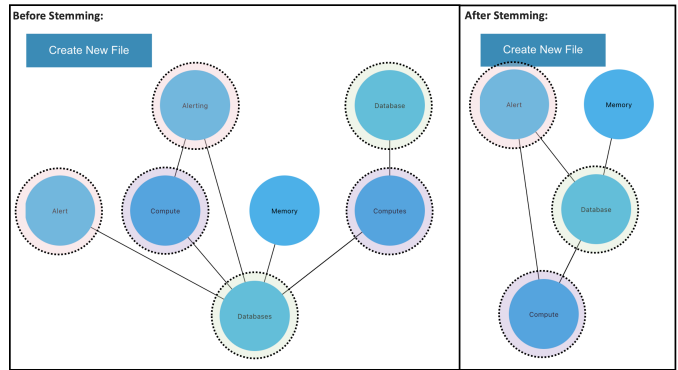 Before Stemming:
Create New File
Alerting
Database
Alert
Compute
Memory
Computes
Databases
After Stemming:
Create New File
Alert
Memory
Database
Compute